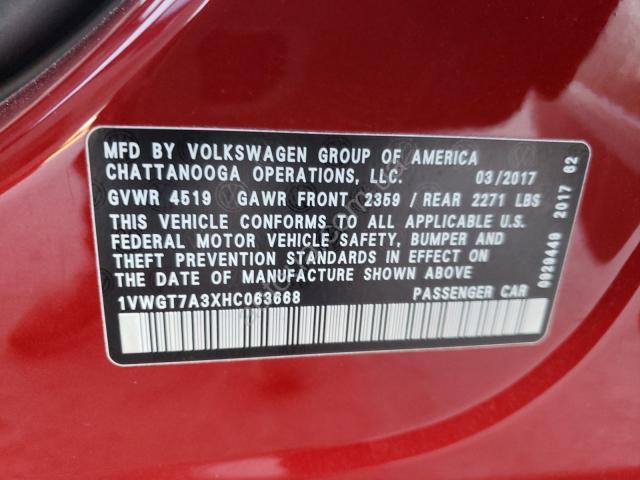 MFD BY VOLKSWAGEN GROUP OF AMERICA
CHATTANOOGA OPERATIONS, LLC. 03/2017
GVWR 4519 GAWR FRONT 2359 / REAR 2271 LBS
THIS VEHICLE CONFORMS TO ALL APPLICABLE U.S.
FEDERAL MOTOR VEHICLE SAFETY, BUMPER AND
THEFT PREVENTION STANDARDS IN EFFECT ON
THE DATE OF MANUFACTURE SHOWN ABOVE
1VWGT7A3XHC063668 PASSENGER CAR
0029449 2017 62